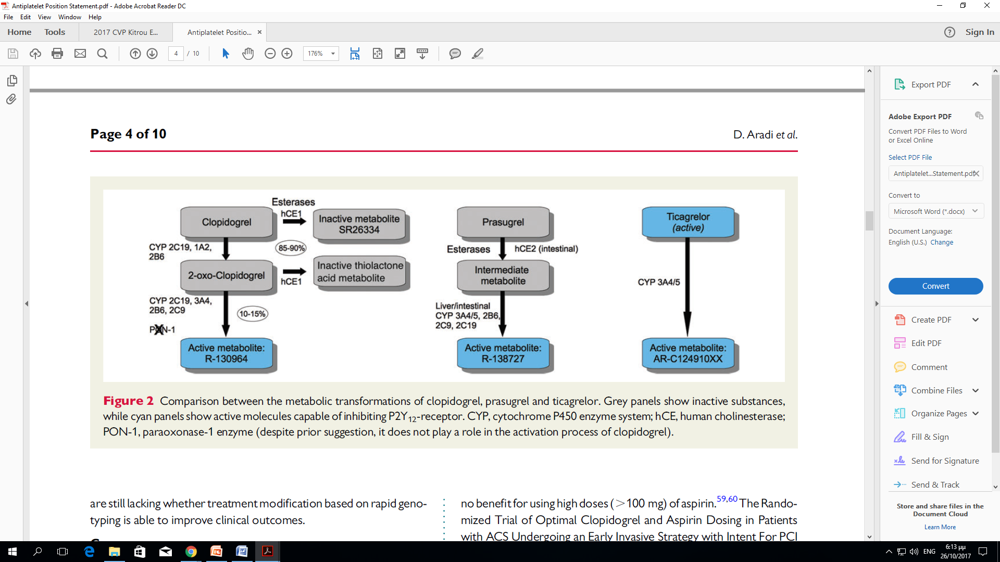 Antiplatelet Position Statement.pdf - Adobe Acrobat Reader DC
File Edit View Window Help
Home Tools 2017 CVP Kitrou E... Antiplatelet Positio... × Sign In
4 / 10 176%
Page 4 of 10
D. Aradi et al.
Esterases
hCE1
Clopidogrel
Inactive metabolite
SR26334
CYP 2C19, 1A2,
2B6
85-90%
2-oxo-Clopidogrel
hCE1
Inactive thiolactone
acid metabolite
CYP 2C19, 3A4,
2B6, 2C9
10-15%
PON-1
Active metabolite:
R-130964
Prasugrel
Esterases
hCE2 (intestinal)
Intermediate
metabolite
Liver/intestinal
CYP 3A4/5, 2B6,
2C9, 2C19
Active metabolite:
R-138727
Ticagrelor
(active)
CYP 3A4/5
Active metabolite:
AR-C124910XX
Figure 2 Comparison between the metabolic transformations of clopidogrel, prasugrel and ticagrelor. Grey panels show inactive substances,
while cyan panels show active molecules capable of inhibiting P2Y12-receptor. CYP, cytochrome P450 enzyme system; hCE, human cholinesterase;
PON-1, paraoxonase-1 enzyme (despite prior suggestion, it does not play a role in the activation process of clopidogrel).
are still lacking whether treatment modification based on rapid geno-
typing is able to improve clinical outcomes.
no benefit for using high doses (>100 mg) of aspirin.59,60 The Rando-
mized Trial of Optimal Clopidogrel and Aspirin Dosing in Patients
with ACS Undergoing an Early Invasive Strategy with Intent For PCI
Export PDF
Adobe Export PDF
Convert PDF Files to Word
or Excel Online
Select PDF File
Antiplatelet...Statement.pdf
Convert to
Microsoft Word (*.docx)
Document Language:
English (U.S.) Change
Convert
Create PDF
Edit PDF
Comment
Combine Files
Organize Pages
Fill & Sign
Send for Signature
Send & Track
Store and share files in the
Document Cloud
Learn More
ENG
6:13 μμ
26/10/2017